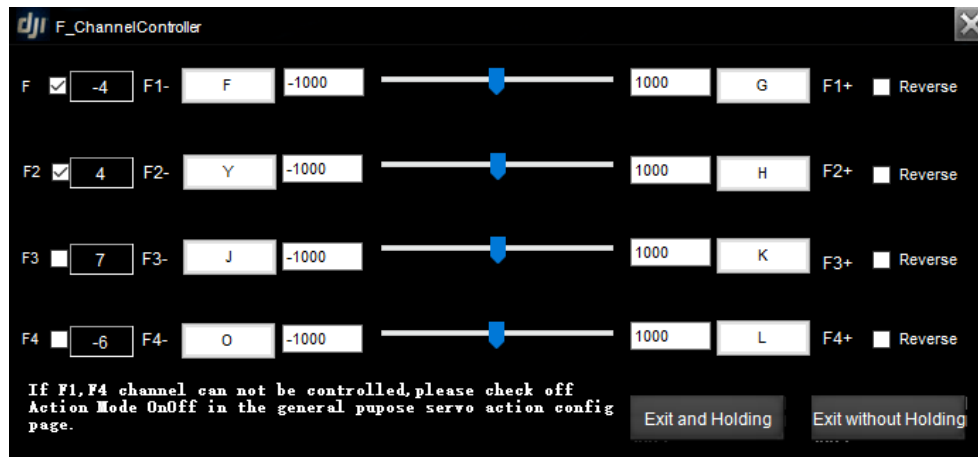 dji F_ChannelController
F -4 F1- F -1000 1000 G F1+ Reverse
F2 4 F2- Y -1000 1000 H F2+ Reverse
F3 7 F3- J -1000 1000 K F3+ Reverse
F4 -6 F4- O -1000 1000 L F4+ Reverse
If F1,F4 channel can not be controlled,please check off
Action Mode OnOff in the general pupose servo action config
page.
Exit and Holding Exit without Holding